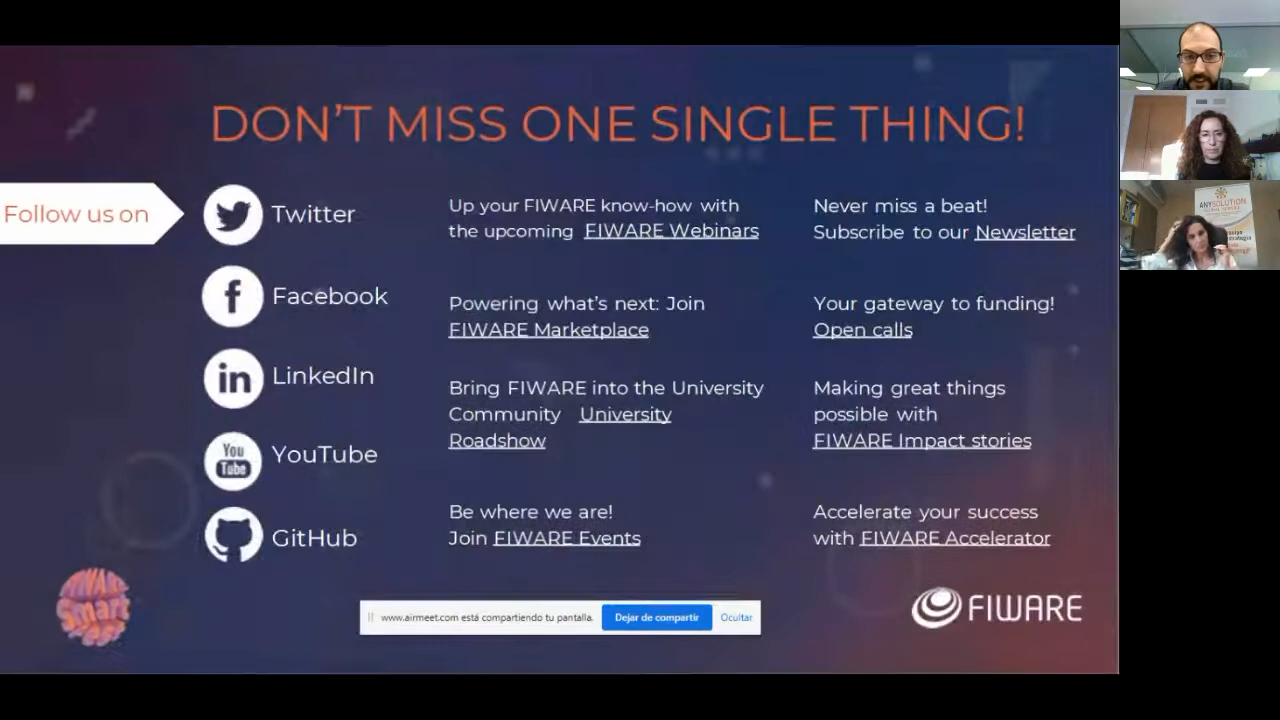 DON'T MISS ONE SINGLE THING!
Follow us on
Twitter
Facebook
LinkedIn
You
Tube
YouTube
GitHub
Up your FIWARE know-how with
the upcoming FIWARE Webinars
Powering what's next: Join
FIWARE Marketplace
Bring FIWARE into the University
Community University
Roadshow
Be where we are!
Join FIWARE Events
Never miss a beat!
Subscribe to our Newsletter
Your gateway to funding!
Open calls
Making great things
possible with
FIWARE Impact stories
Accelerate your success
with FIWARE Accelerator
Smart
www.airmeet.com está compartiendo tu pantalla.
Dejar de compartir
Ocultar
FIWARE
ANYSOLUTION